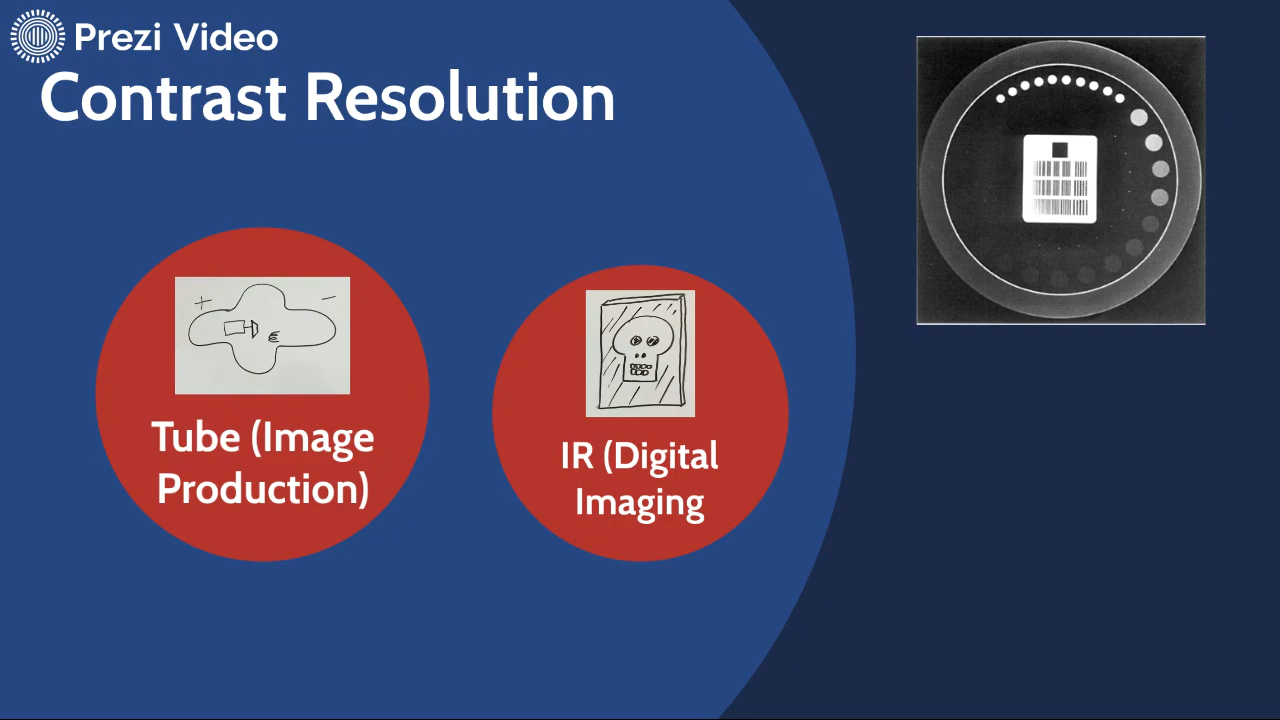 Prezi Video
Contrast Resolution
+
−
Tube (Image
Production)
IR (Digital
Imaging